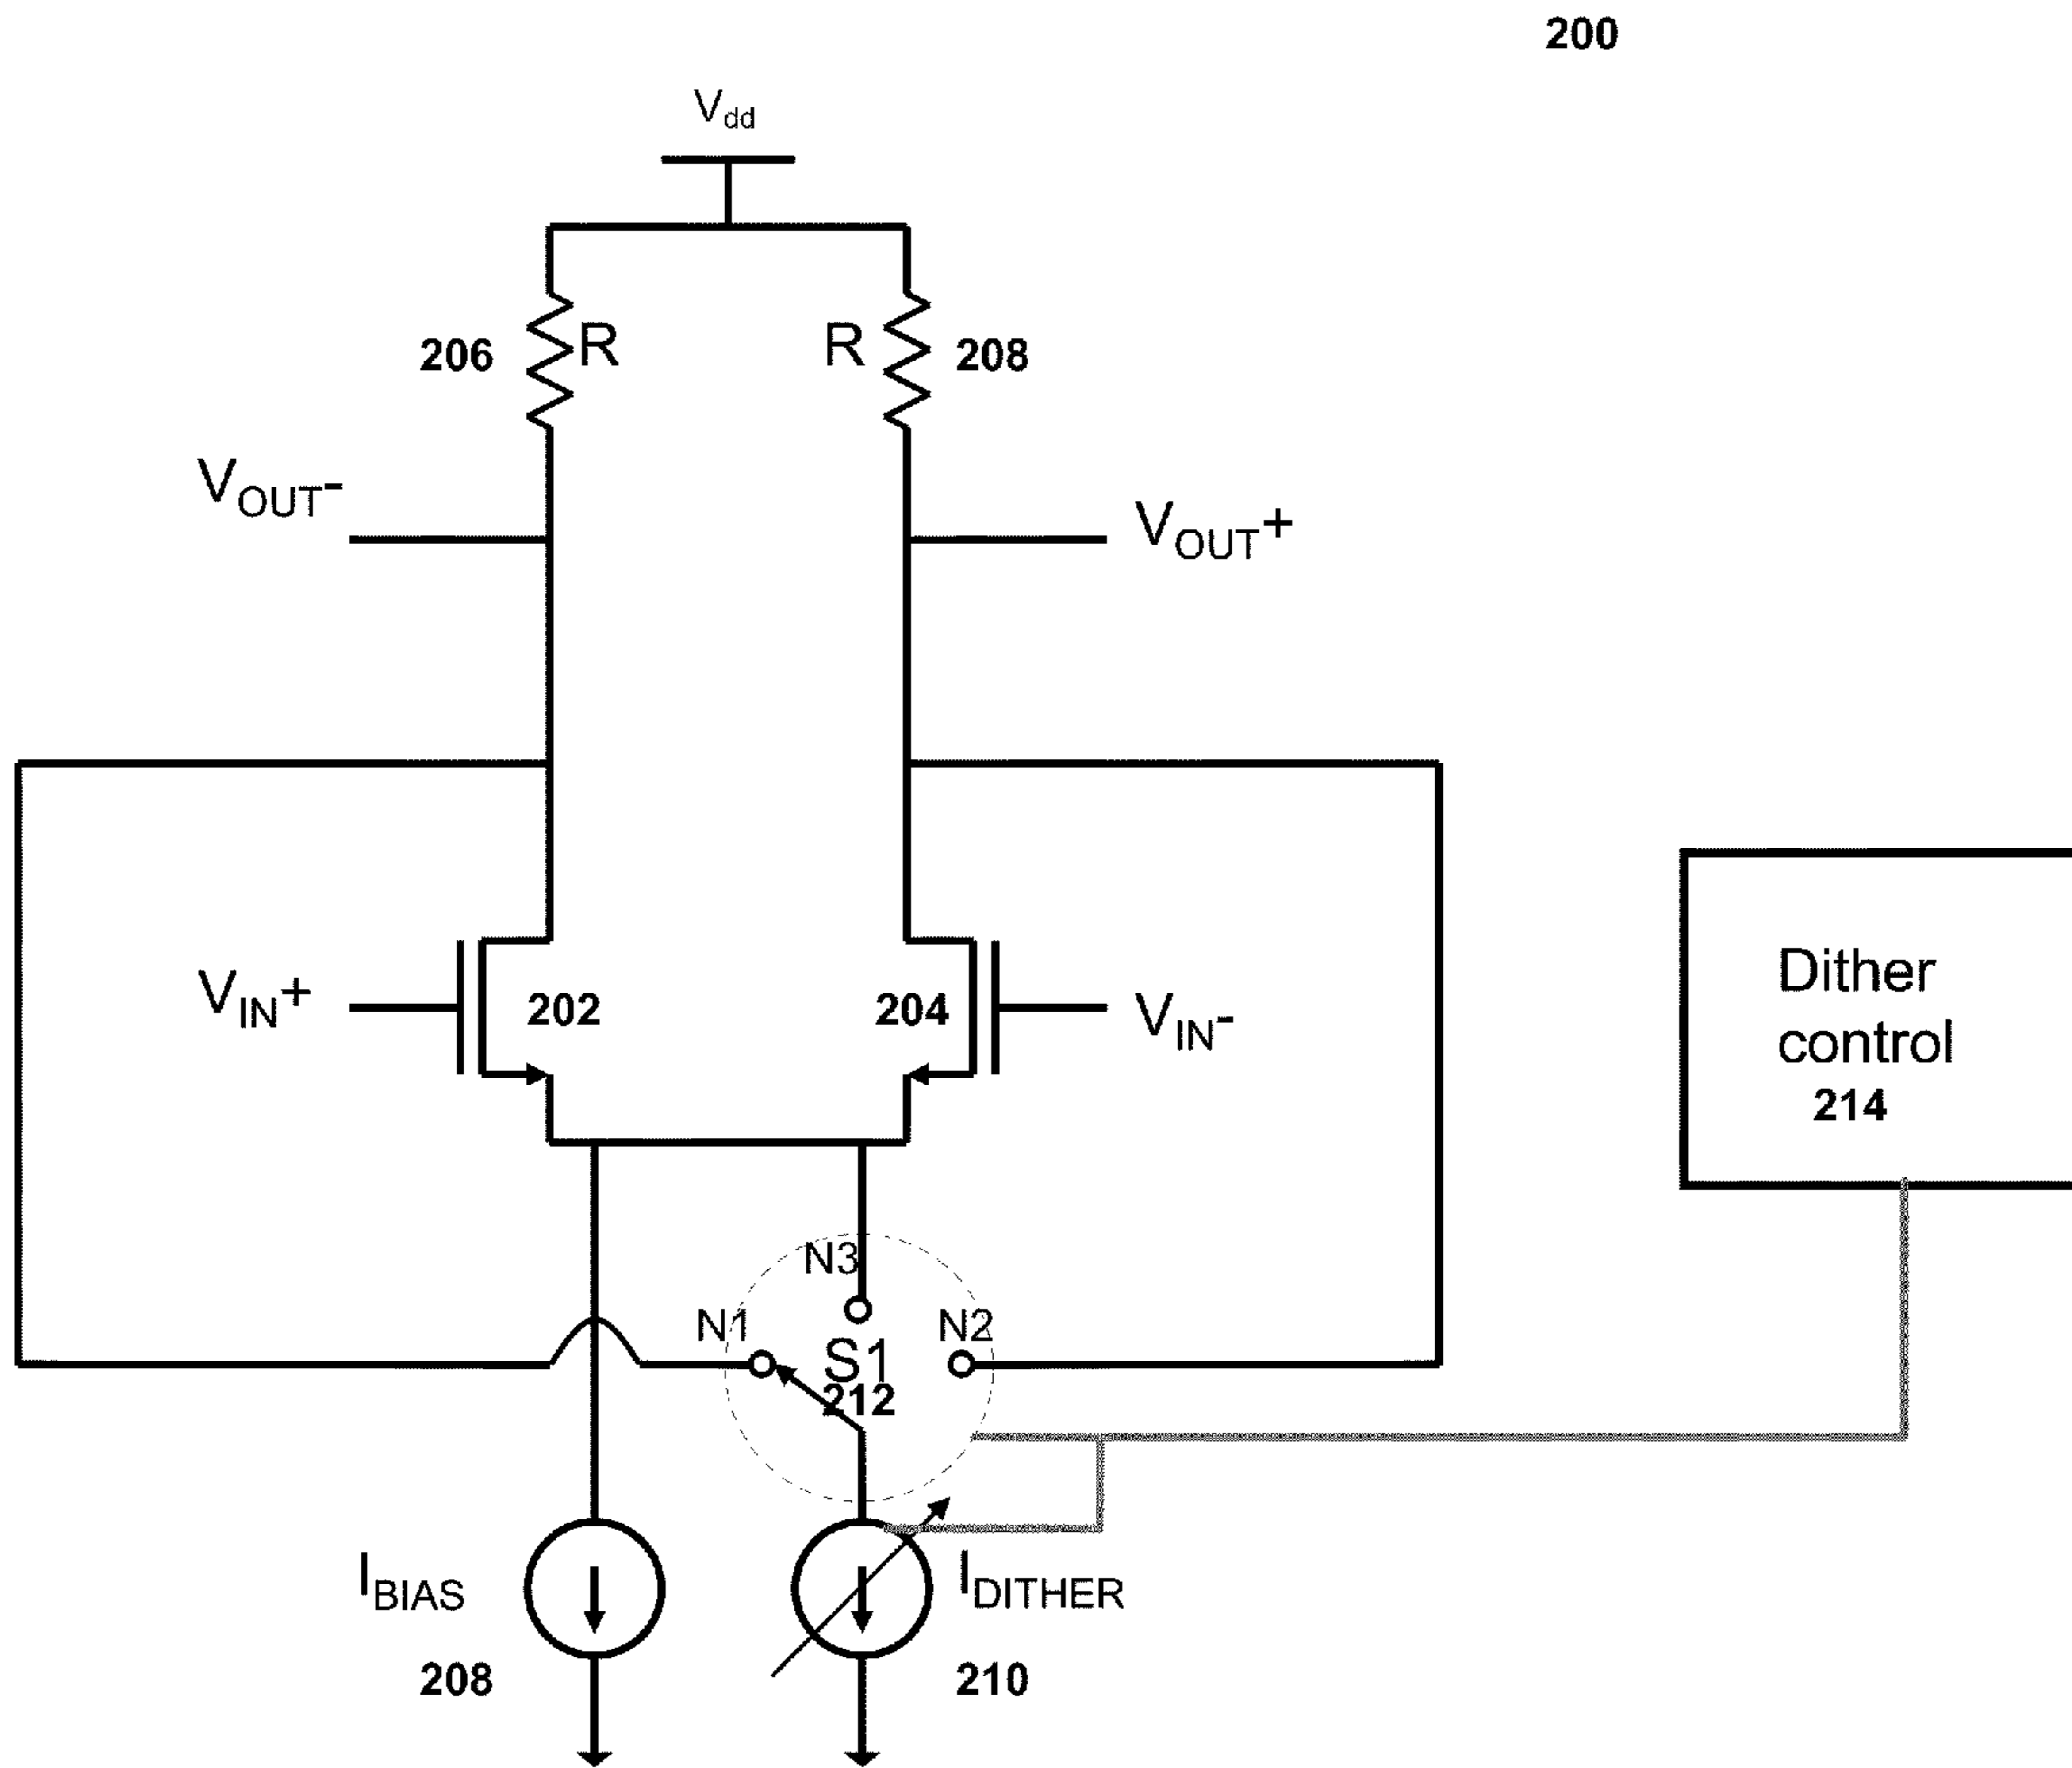 200
Vdd
206 R R 208
VOUT-
VOUT+
VIN+ 202 204 VIN-
Dither
control
214
N3
N1 S1 N2
212
IBIAS IDITHER
208 210